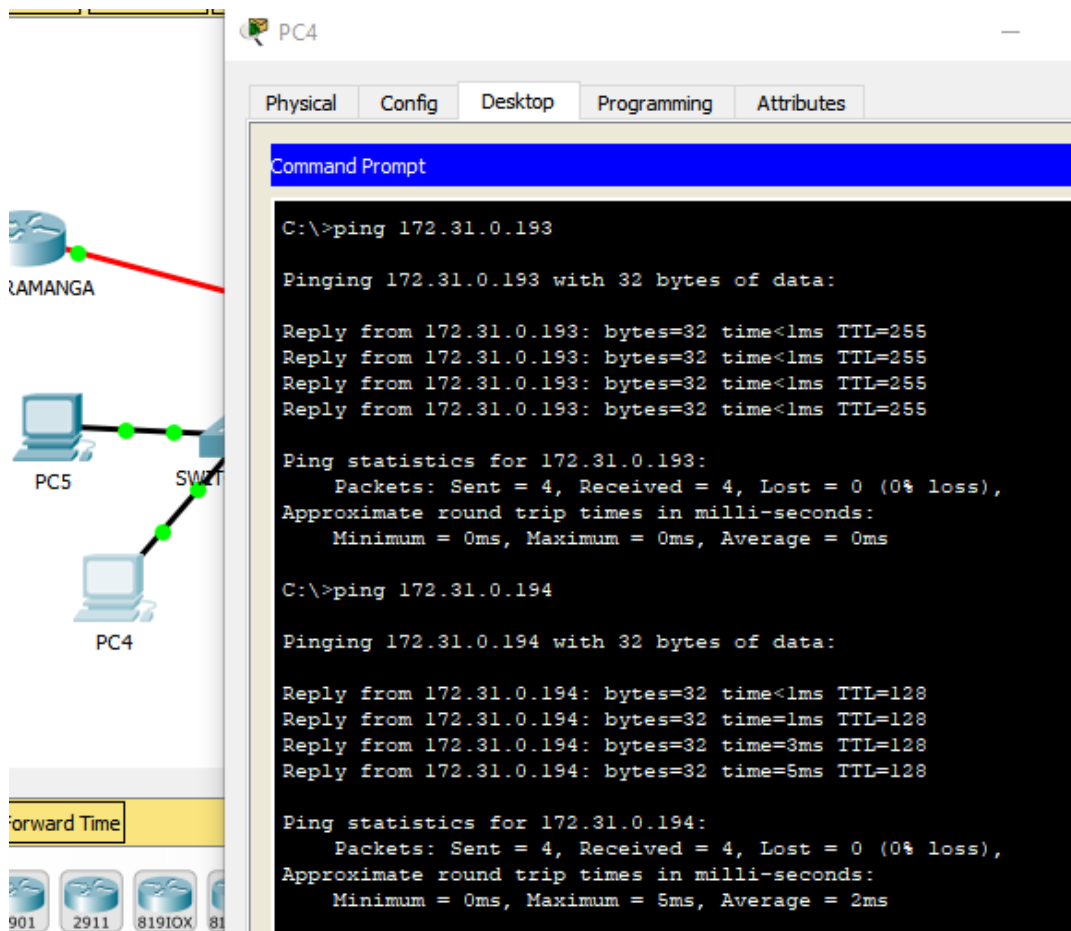 PC4
Physical Config Desktop Programming Attributes
Command Prompt
C:\>ping 172.31.0.193
Pinging 172.31.0.193 with 32 bytes of data:
Reply from 172.31.0.193: bytes=32 time<1ms TTL=255
Reply from 172.31.0.193: bytes=32 time<1ms TTL=255
Reply from 172.31.0.193: bytes=32 time<1ms TTL=255
Reply from 172.31.0.193: bytes=32 time<1ms TTL=255
Ping statistics for 172.31.0.193:
Packets: Sent = 4, Received = 4, Lost = 0 (0% loss),
Approximate round trip times in milli-seconds:
Minimum = 0ms, Maximum = 0ms, Average = 0ms
C:\>ping 172.31.0.194
Pinging 172.31.0.194 with 32 bytes of data:
Reply from 172.31.0.194: bytes=32 time<1ms TTL=128
Reply from 172.31.0.194: bytes=32 time=1ms TTL=128
Reply from 172.31.0.194: bytes=32 time=3ms TTL=128
Reply from 172.31.0.194: bytes=32 time=5ms TTL=128
Ping statistics for 172.31.0.194:
Packets: Sent = 4, Received = 4, Lost = 0 (0% loss),
Approximate round trip times in milli-seconds:
Minimum = 0ms, Maximum = 5ms, Average = 2ms
RAMANGA
PC5
SWIT
PC4
Forward Time
901 2911 819IOX 81